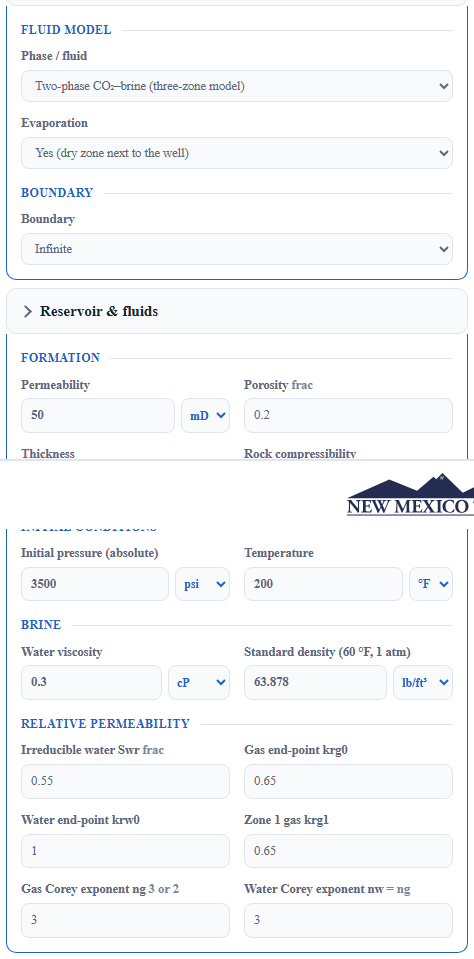 FLUID MODEL
Phase / fluid
Two-phase CO₂–brine (three-zone model)
Evaporation
Yes (dry zone next to the well)
BOUNDARY
Boundary
Infinite
Reservoir & fluids
FORMATION
Permeability Porosity frac
50 mD 0.2
Thickness Rock compressibility
NEW MEXICO
INITIAL CONDITIONS
Initial pressure (absolute) Temperature
3500 psi 200 °F
BRINE
Water viscosity Standard density (60 °F, 1 atm)
0.3 cP 63.878 lb/ft³
RELATIVE PERMEABILITY
Irreducible water Swr frac Gas end-point krg0
0.55 0.65
Water end-point krw0 Zone 1 gas krg1
1 0.65
Gas Corey exponent ng 3 or 2 Water Corey exponent nw = ng
3 3